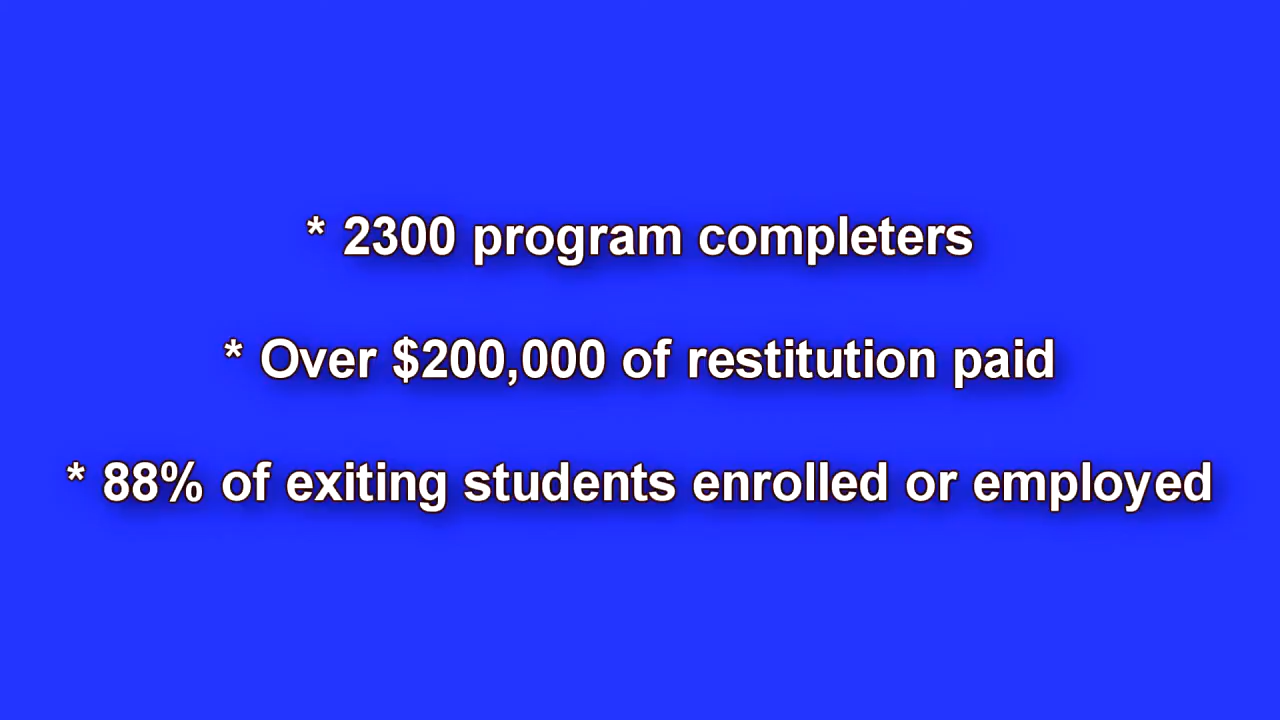 * 2300 program completers
* Over $200,000 of restitution paid
* 88% of exiting students enrolled or employed